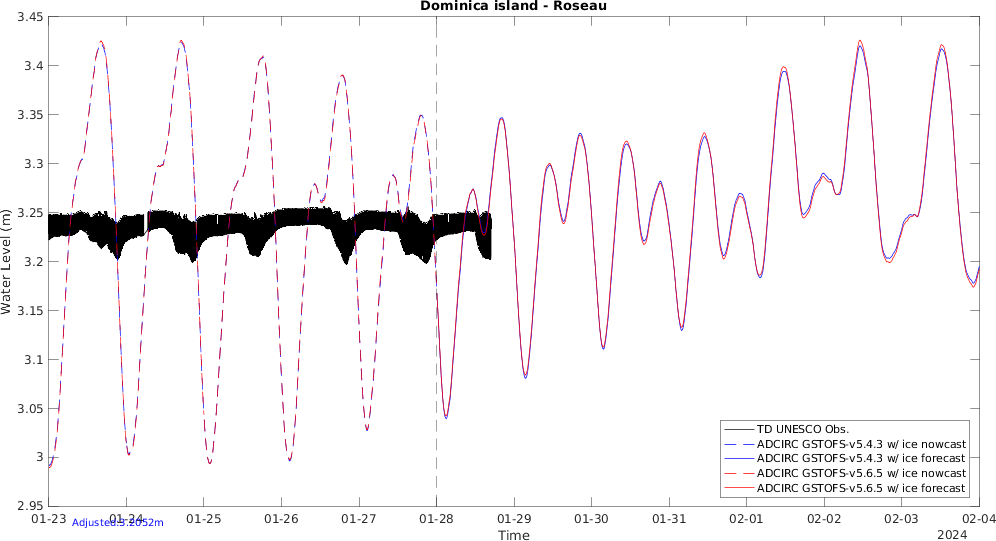 Dominica island - Roseau
3.45
3.4
3.35
3.3
3.25
3.2
3.15
3.1
3.05
3
2.95
Water Level (m)
01-23
01-24
01-25
01-26
01-27
01-28
01-29
01-30
01-31
02-01
02-02
02-03
02-04
Adjusted:3.2052m
Time
2024
TD UNESCO Obs.
ADCIRC GSTOFS-v5.4.3 w/ ice nowcast
ADCIRC GSTOFS-v5.4.3 w/ ice forecast
ADCIRC GSTOFS-v5.6.5 w/ ice nowcast
ADCIRC GSTOFS-v5.6.5 w/ ice forecast